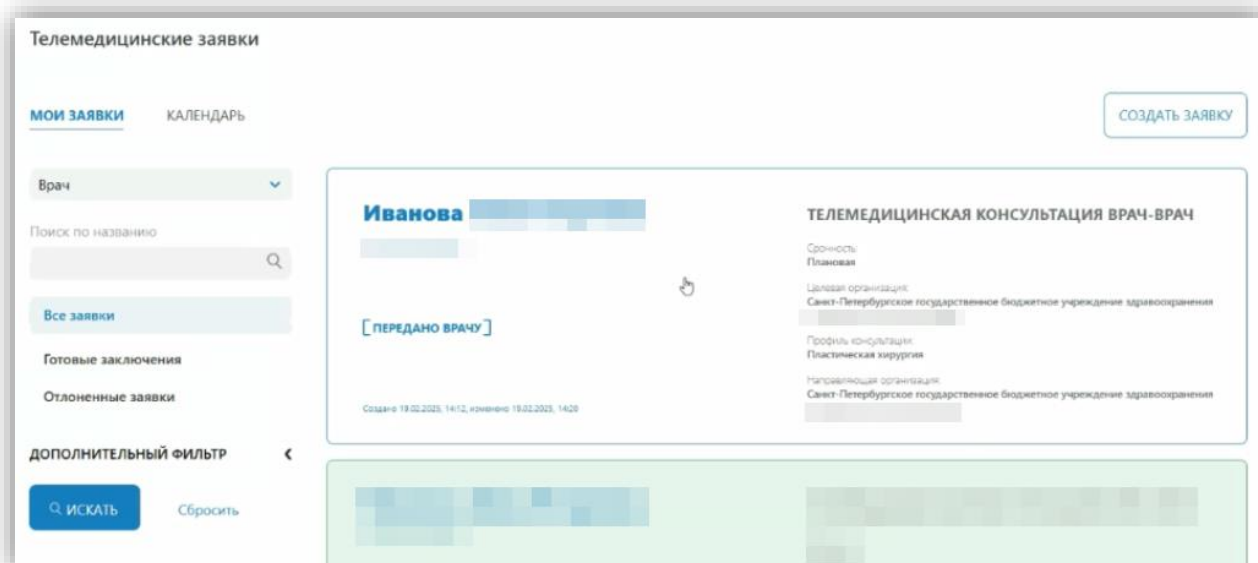 Телемедицинские заявки
МОИ ЗАЯВКИ КАЛЕНДАРЬ
СОЗДАТЬ ЗАЯВКУ
Врач
Поиск по названию
Все заявки
Готовые заключения
Отлоненные заявки
ДОПОЛНИТЕЛЬНЫЙ ФИЛЬТР
ИСКАТЬ Сбросить
Иванова
[ПЕРЕДАНО ВРАЧУ]
Создано 19.02.2025, 14:12, изменено 19.02.2025, 14:28
ТЕЛЕМЕДИЦИНСКАЯ КОНСУЛЬТАЦИЯ ВРАЧ-ВРАЧ
Срочность:
Плановая
Целевая организация:
Санкт-Петербургское государственное бюджетное учреждение здравоохранения
Профиль консультации:
Пластическая хирургия
Направляющая организация:
Санкт-Петербургское государственное бюджетное учреждение здравоохранения